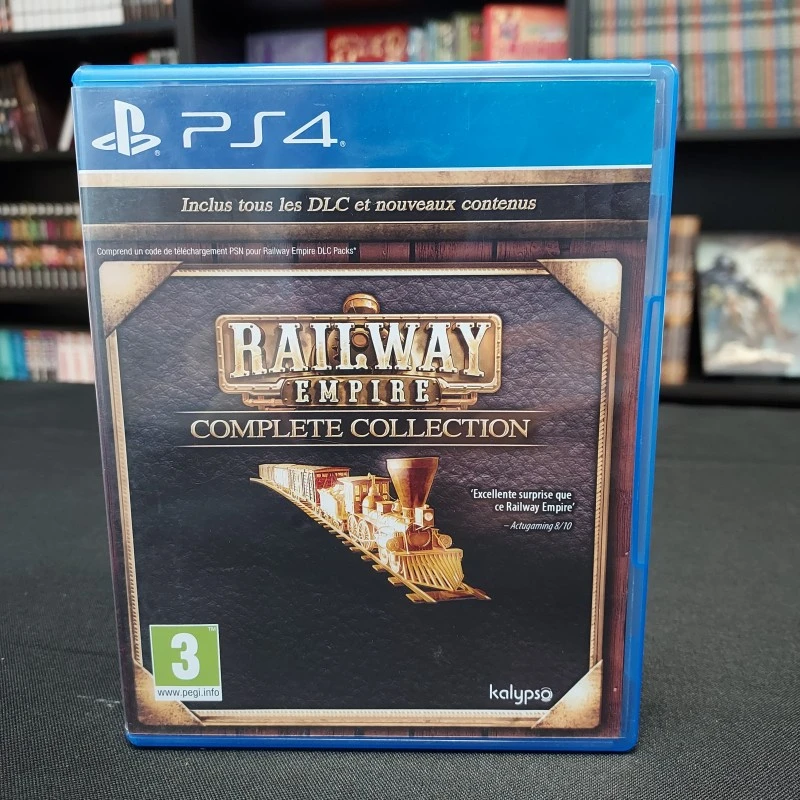 PS4
Inclus tous les DLC et nouveaux contenus
Comprend un code de téléchargement PSN pour Railway Empire DLC Packs*
RAILWAY
EMPIRE
COMPLETE COLLECTION
'Excellente surprise que
ce Railway Empire'
– Actugaming 8/10
3
www.pegi.info
kalypso